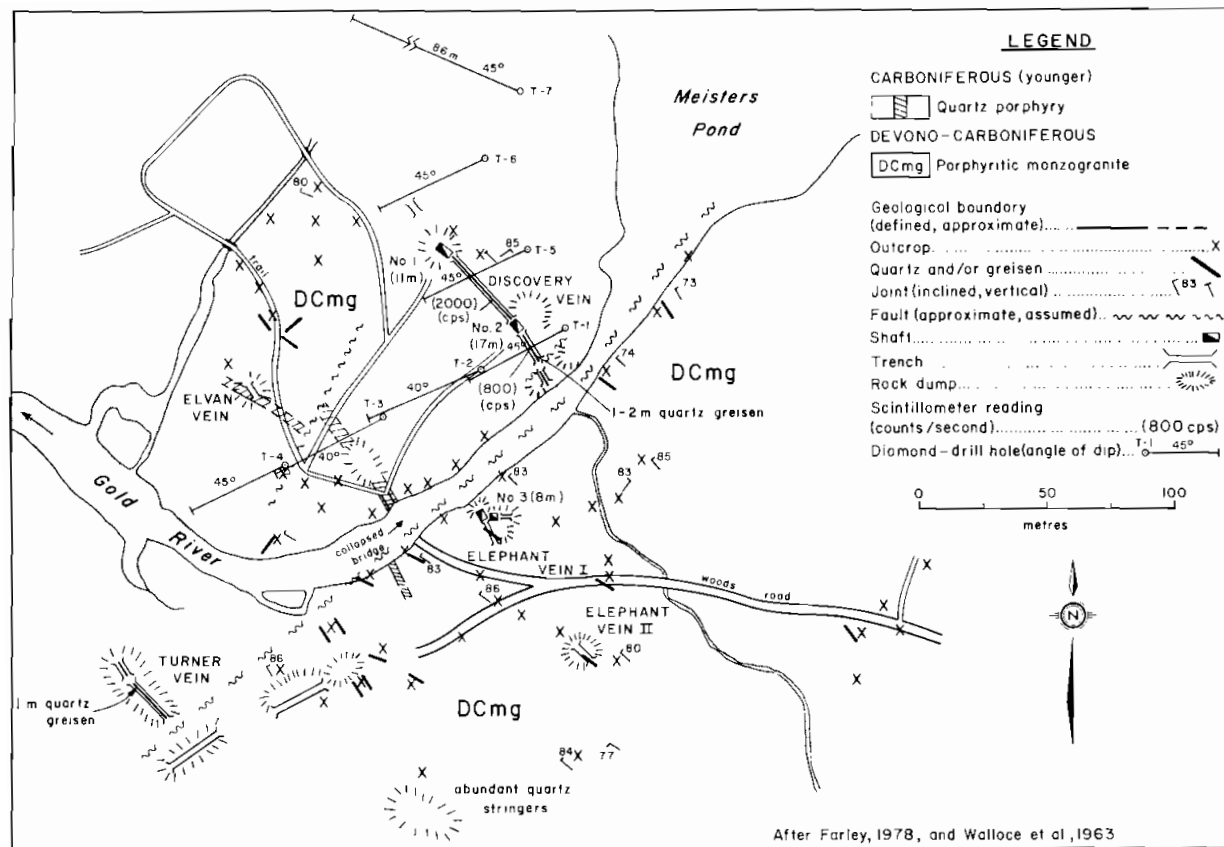 86m
45°
T-7
Meisters
Pond
T-6
45°
80
No 1
(11m)
85
T-5
45°
DISCOVERY
VEIN
trail
DCmg
(2000)
(cps)
No. 2
(17m)
T-1
45°
73
T-2
40°
(800)
(cps)
74
DCmg
1-2m quartz greisen
ELVAN
VEIN
T-3
40°
T-4
45°
83
83
85
No 3 (8m)
Gold
River
collapsed
bridge
ELEPHANT
VEIN I
83
86
woods
road
ELEPHANT
VEIN II
80
TURNER
VEIN
86
1m quartz
greisen
DCmg
84
77
abundant quartz
stringers
LEGEND
CARBONIFEROUS (younger)
Quartz porphyry
DEVONO-CARBONIFEROUS
DCmg Porphyritic monzogranite
Geological boundary
(defined, approximate)....
Outcrop. . . . . . . . . . . . . . . . . . X
Quartz and/or greisen ............... . .. .
Joint (inclined, vertical) . ............... 83
Fault (approximate, assumed)..
Shaft....... . .... ..................
Trench
Rock dump... ................ ...
Scintillometer reading
(counts/second)................... ... (800 cps)
Diamond-drill hole (angle of dip)... T-1 45°
0 50 100
metres
N
After Farley, 1978, and Walloce et al, 1963